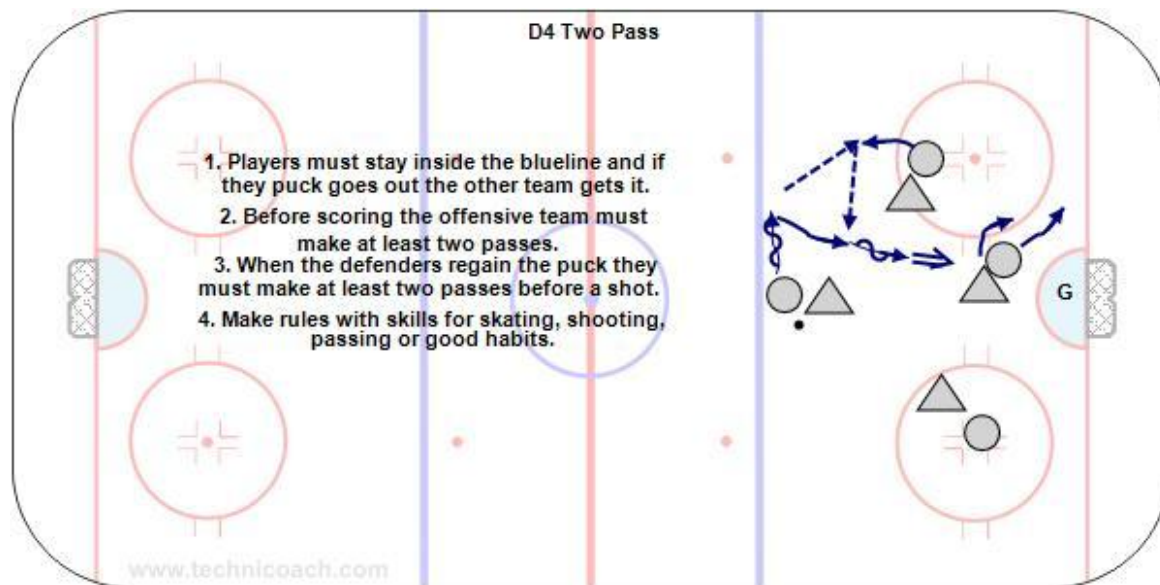 D4 Two Pass
1. Players must stay inside the blueline and if
they puck goes out the other team gets it.
2. Before scoring the offensive team must
make at least two passes.
3. When the defenders regain the puck they
must make at least two passes before a shot.
4. Make rules with skills for skating, shooting,
passing or good habits.
G
www.technicoach.com